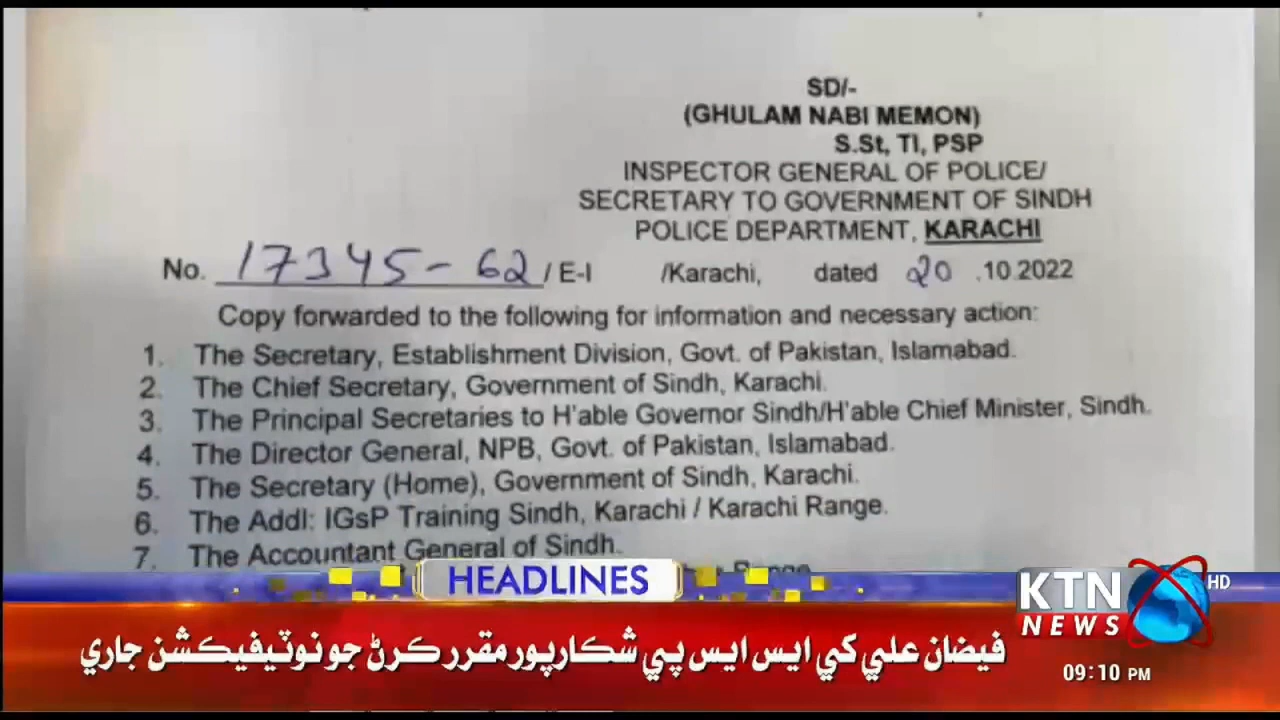 SD/-
(GHULAM NABI MEMON)
S.St, TI, PSP
INSPECTOR GENERAL OF POLICE/
SECRETARY TO GOVERNMENT OF SINDH
POLICE DEPARTMENT, KARACHI
No. 17345-62 /E-I /Karachi, dated 20 .10.2022
Copy forwarded to the following for information and necessary action:
1. The Secretary, Establishment Division, Govt. of Pakistan, Islamabad.
2. The Chief Secretary, Government of Sindh, Karachi.
3. The Principal Secretaries to H'able Governor Sindh/H'able Chief Minister, Sindh.
4. The Director General, NPB, Govt. of Pakistan, Islamabad.
5. The Secretary (Home), Government of Sindh, Karachi.
6. The Addl: IGsP Training Sindh, Karachi / Karachi Range.
7. The Accountant General of Sindh.
Range
HEADLINES
KTN HD
NEWS
فيضان علي کي ايس ايس پي شڪارپور مقرر ڪرڻ جو نوٽيفيڪشن جاري
09:10 PM